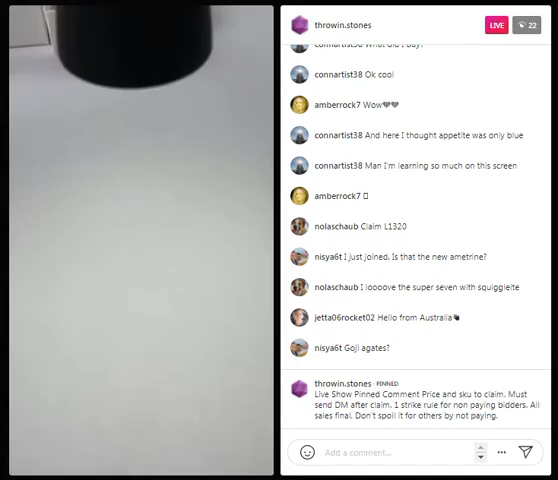 throwin.stones
LIVE
22
connartist38 What did I buy?
connartist38 Ok cool
amberrock7 Wow
connartist38 And here I thought appetite was only blue
connartist38 Man I'm learning so much on this screen
amberrock7
nolaschaub Claim L1320
nisya6t I just joined. Is that the new ametrine?
nolaschaub I loooove the super seven with squiggleite
jetta06rocket02 Hello from Australia
nisya6t Goji agates?
throwin.stones · PINNED
Live Show Pinned Comment Price and sku to claim. Must
send DM after claim. 1 strike rule for non paying bidders. All
sales final. Don't spoil it for others by not paying.
Add a comment...